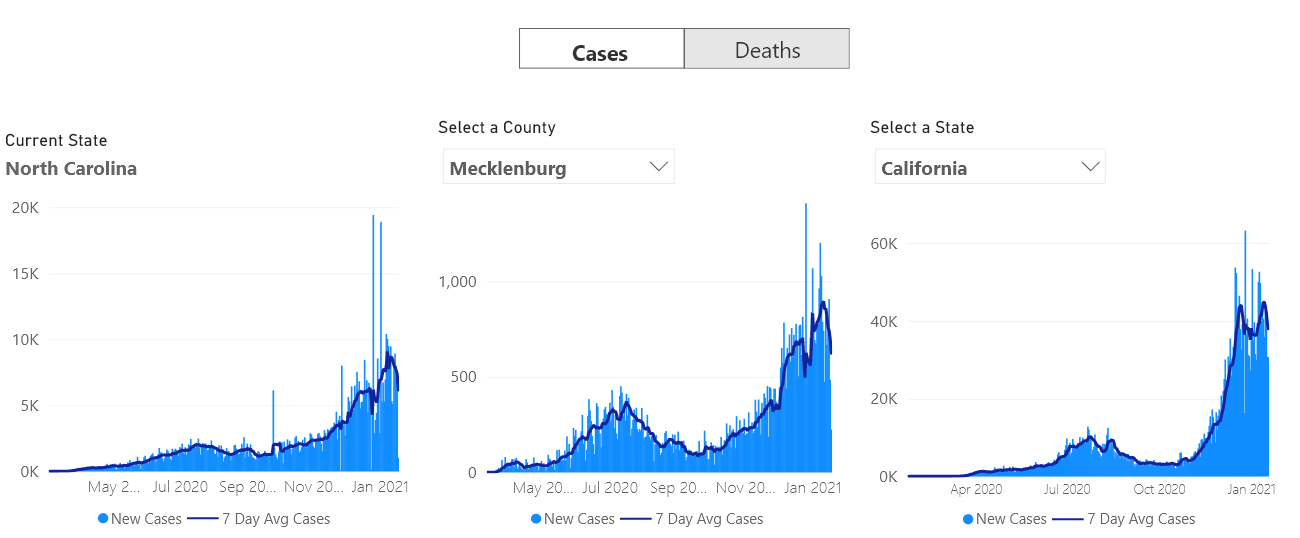 Cases
Deaths
Current State
North Carolina
20K
15K
10K
5K
0K
May 2...
Jul 2020
Sep 20...
Nov 20...
Jan 2021
New Cases
7 Day Avg Cases
Select a County
Mecklenburg
1,000
500
0
May 20...
Jul 2020
Sep 20...
Nov 20...
Jan 2021
New Cases
7 Day Avg Cases
Select a State
California
60K
40K
20K
0K
Apr 2020
Jul 2020
Oct 2020
Jan 2021
New Cases
7 Day Avg Cases